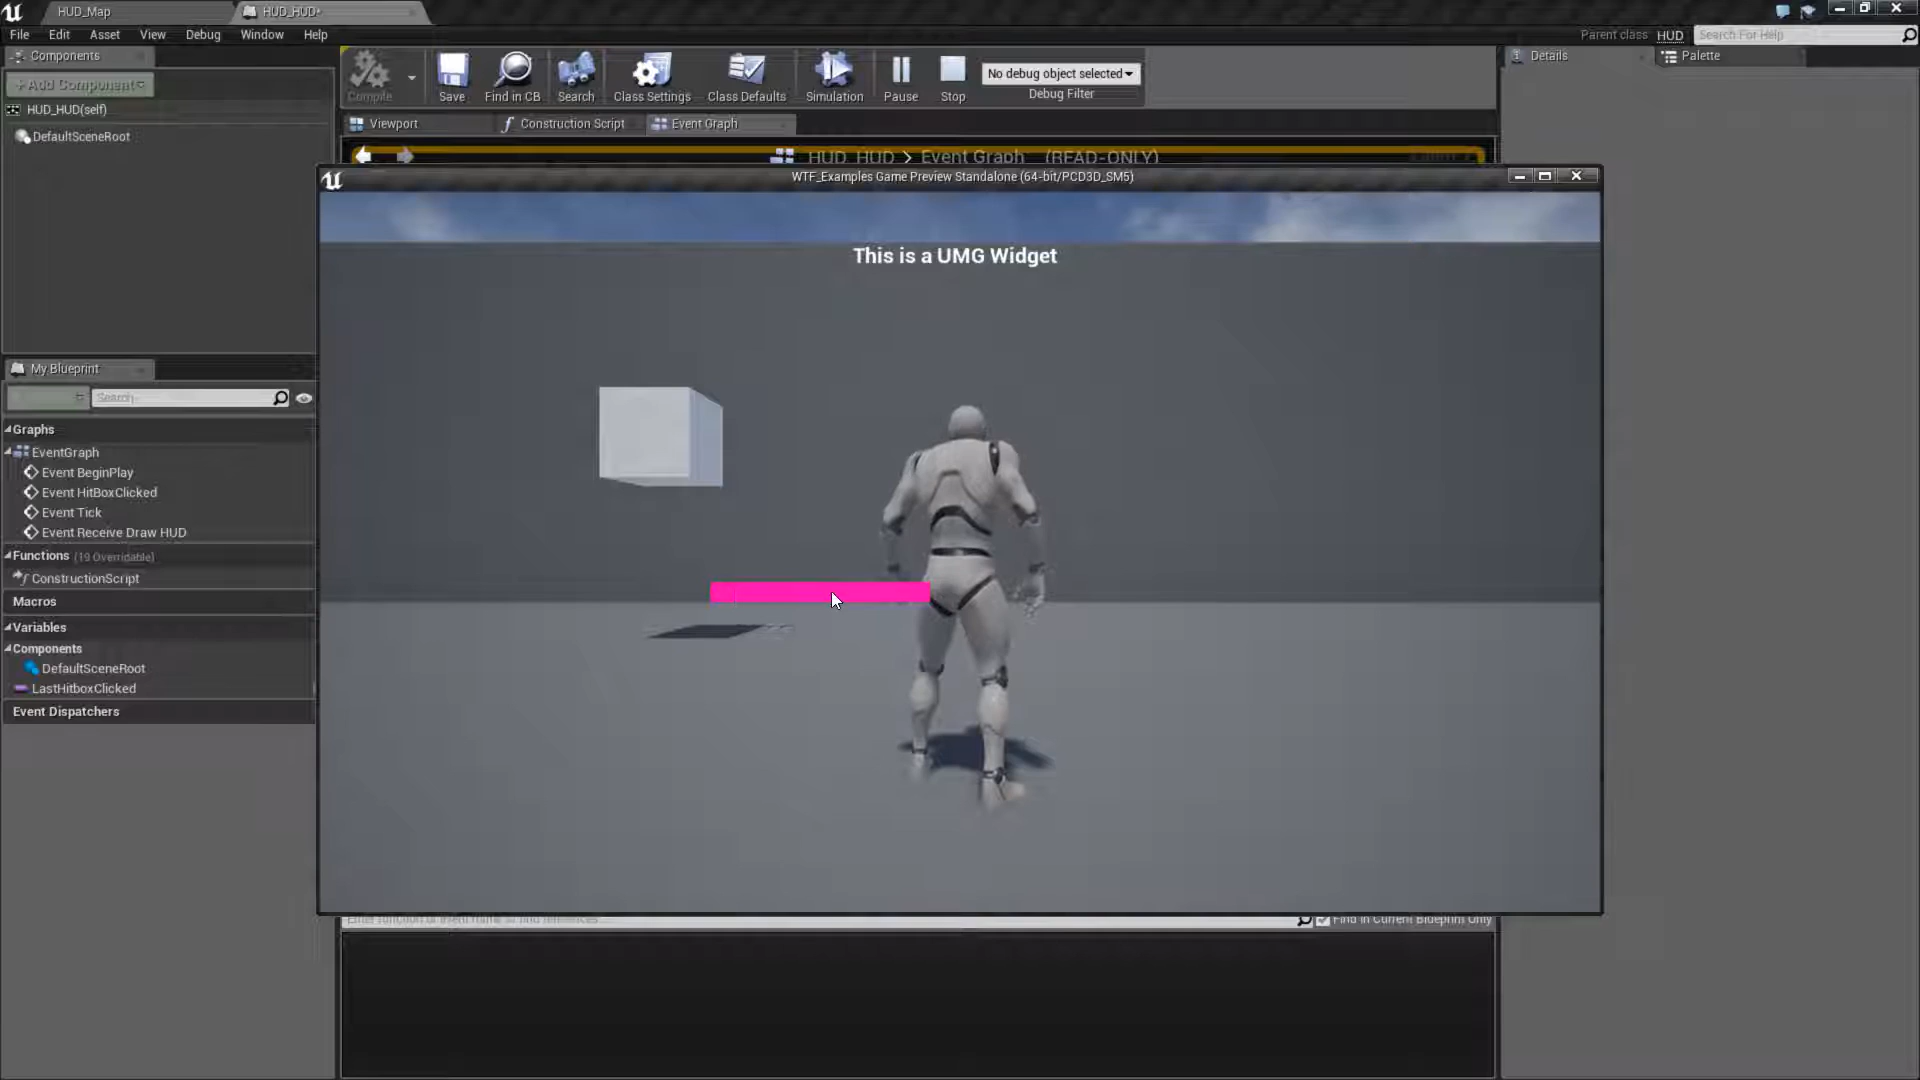 HUD_Map
HUD_HUD*
File Edit Asset View Debug Window Help
Parent class HUD Search For Help
Components
+Add Component
HUD_HUD(self)
DefaultSceneRoot
Compile
Save
Find in CB
Search
Class Settings
Class Defaults
Simulation
Pause
Stop
No debug object selected
Debug Filter
Details
Palette
Viewport
Construction Script
Event Graph
HUD_HUD > Event Graph (READ-ONLY)
WTF_Examples Game Preview Standalone (64-bit/PCD3D_SM5)
This is a UMG Widget
My Blueprint
Search
Graphs
EventGraph
Event BeginPlay
Event HitBoxClicked
Event Tick
Event Receive Draw HUD
Functions (19 Overridable)
ConstructionScript
Macros
Variables
Components
DefaultSceneRoot
LastHitboxClicked
Event Dispatchers
Find in Current Blueprint Only